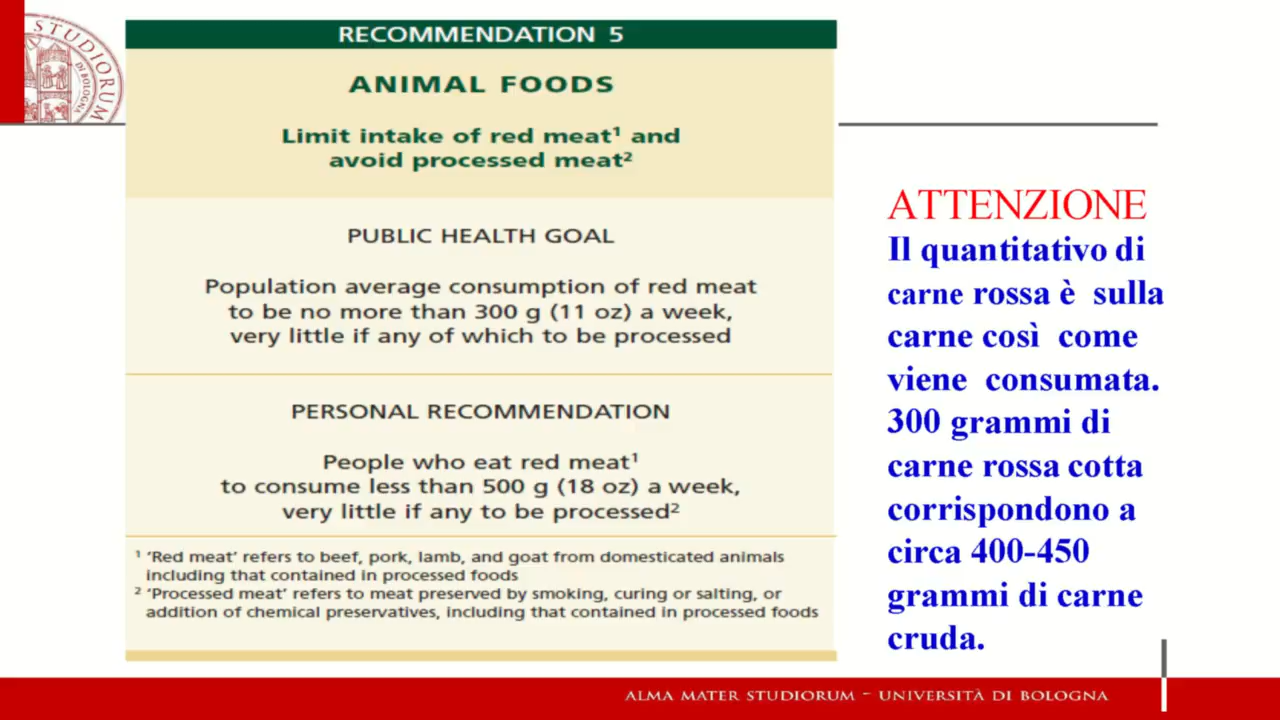 STUDIORUM
DI BOLOGNA
RECOMMENDATION 5
ANIMAL FOODS
Limit intake of red meat¹ and
avoid processed meat²
PUBLIC HEALTH GOAL
Population average consumption of red meat
to be no more than 300 g (11 oz) a week,
very little if any of which to be processed
PERSONAL RECOMMENDATION
People who eat red meat¹
to consume less than 500 g (18 oz) a week,
very little if any to be processed²
¹ ‘Red meat’ refers to beef, pork, lamb, and goat from domesticated animals
including that contained in processed foods
² ‘Processed meat’ refers to meat preserved by smoking, curing or salting, or
addition of chemical preservatives, including that contained in processed foods
ATTENZIONE
Il quantitativo di
carne rossa è sulla
carne così come
viene consumata.
300 grammi di
carne rossa cotta
corrispondono a
circa 400-450
grammi di carne
cruda.
ALMA MATER STUDIORUM – UNIVERSITÀ DI BOLOGNA